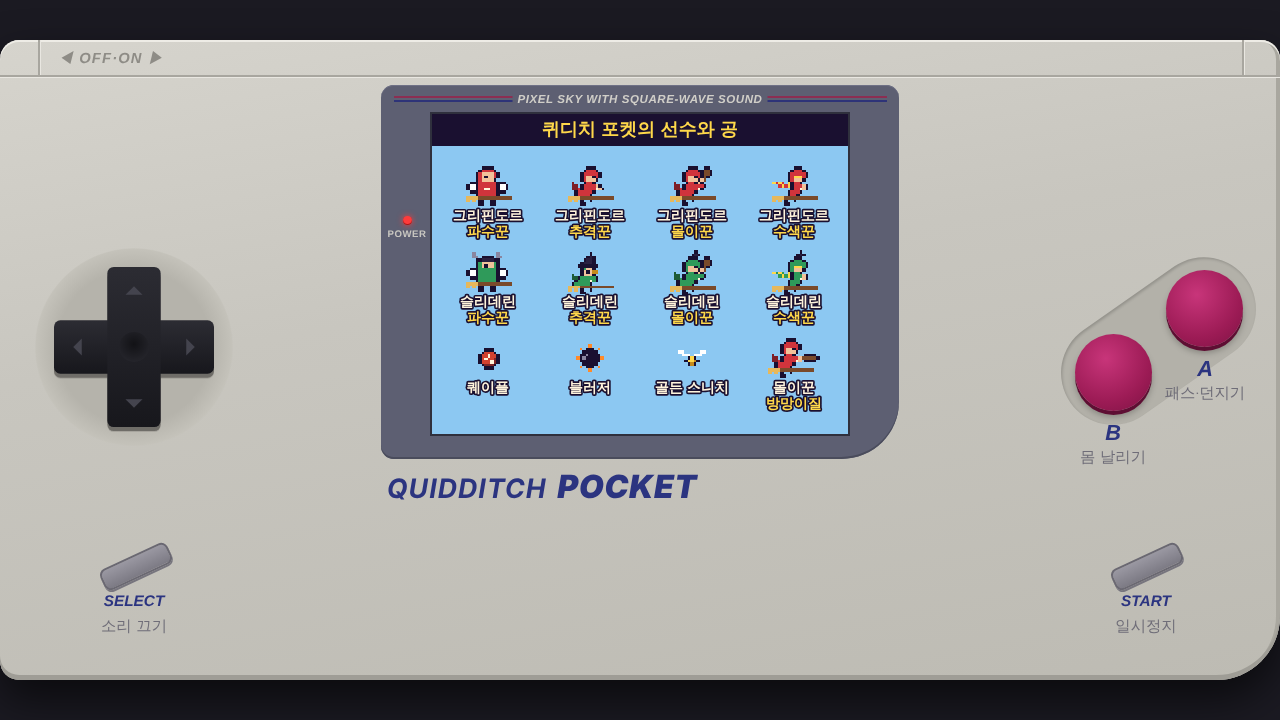 ◀ OFF·ON ▶
PIXEL SKY WITH SQUARE-WAVE SOUND
퀴디치 포켓의 선수와 공
그리핀도르 파수꾼
그리핀도르 추격꾼
그리핀도르 몰이꾼
그리핀도르 수색꾼
슬리데린 파수꾼
슬리데린 추격꾼
슬리데린 몰이꾼
슬리데린 수색꾼
퀘이플
블러저
골든 스니치
몰이꾼 방망이질
POWER
QUIDDITCH POCKET
A
패스·던지기
B
몸 날리기
SELECT
소리 끄기
START
일시정지